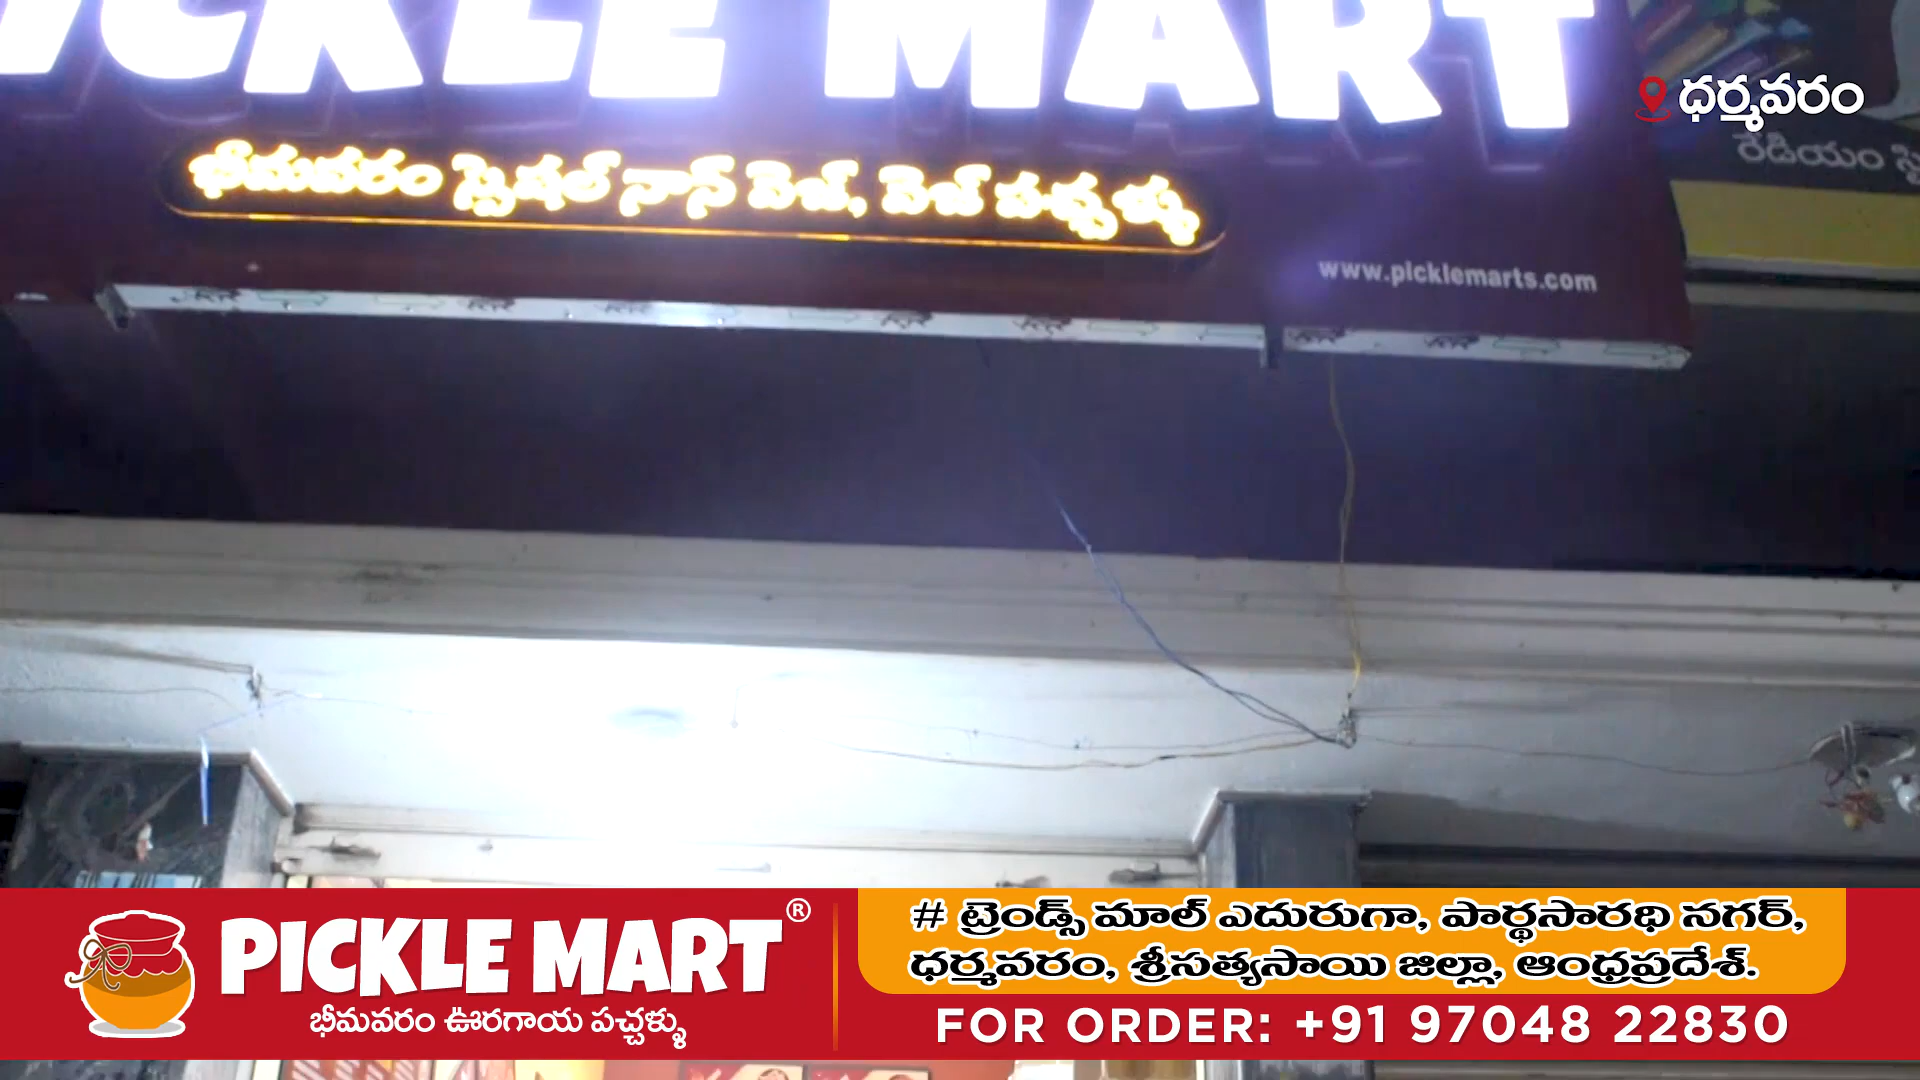 PICKLE MART
ధర్మవరం
రేడియం
భీమవరం స్పెషల్ నాన్ వెజ్, వెజ్ పచ్చళ్ళు
www.picklemarts.com
PICKLE MART®
భీమవరం ఊరగాయ పచ్చళ్ళు
# ట్రెండ్స్ మాల్ ఎదురుగా, పార్థసారథి నగర్,
ధర్మవరం, శ్రీసత్యసాయి జిల్లా, ఆంధ్రప్రదేశ్.
FOR ORDER: +91 97048 22830